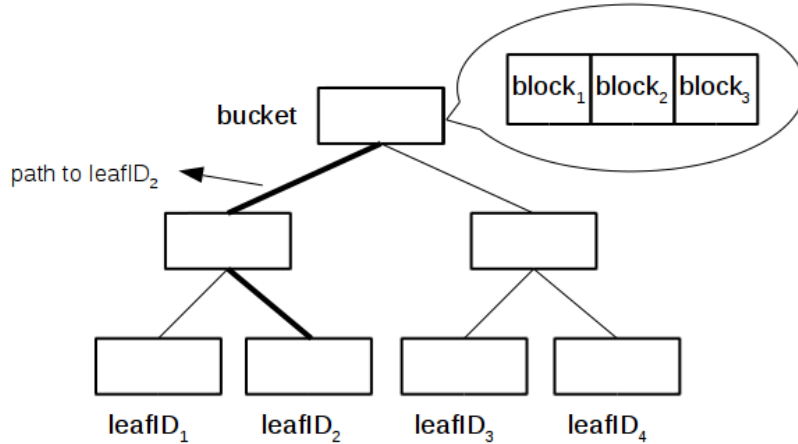 block₁ block₂ block₃
bucket
path to leafID₂
leafID₁ leafID₂ leafID₃ leafID₄